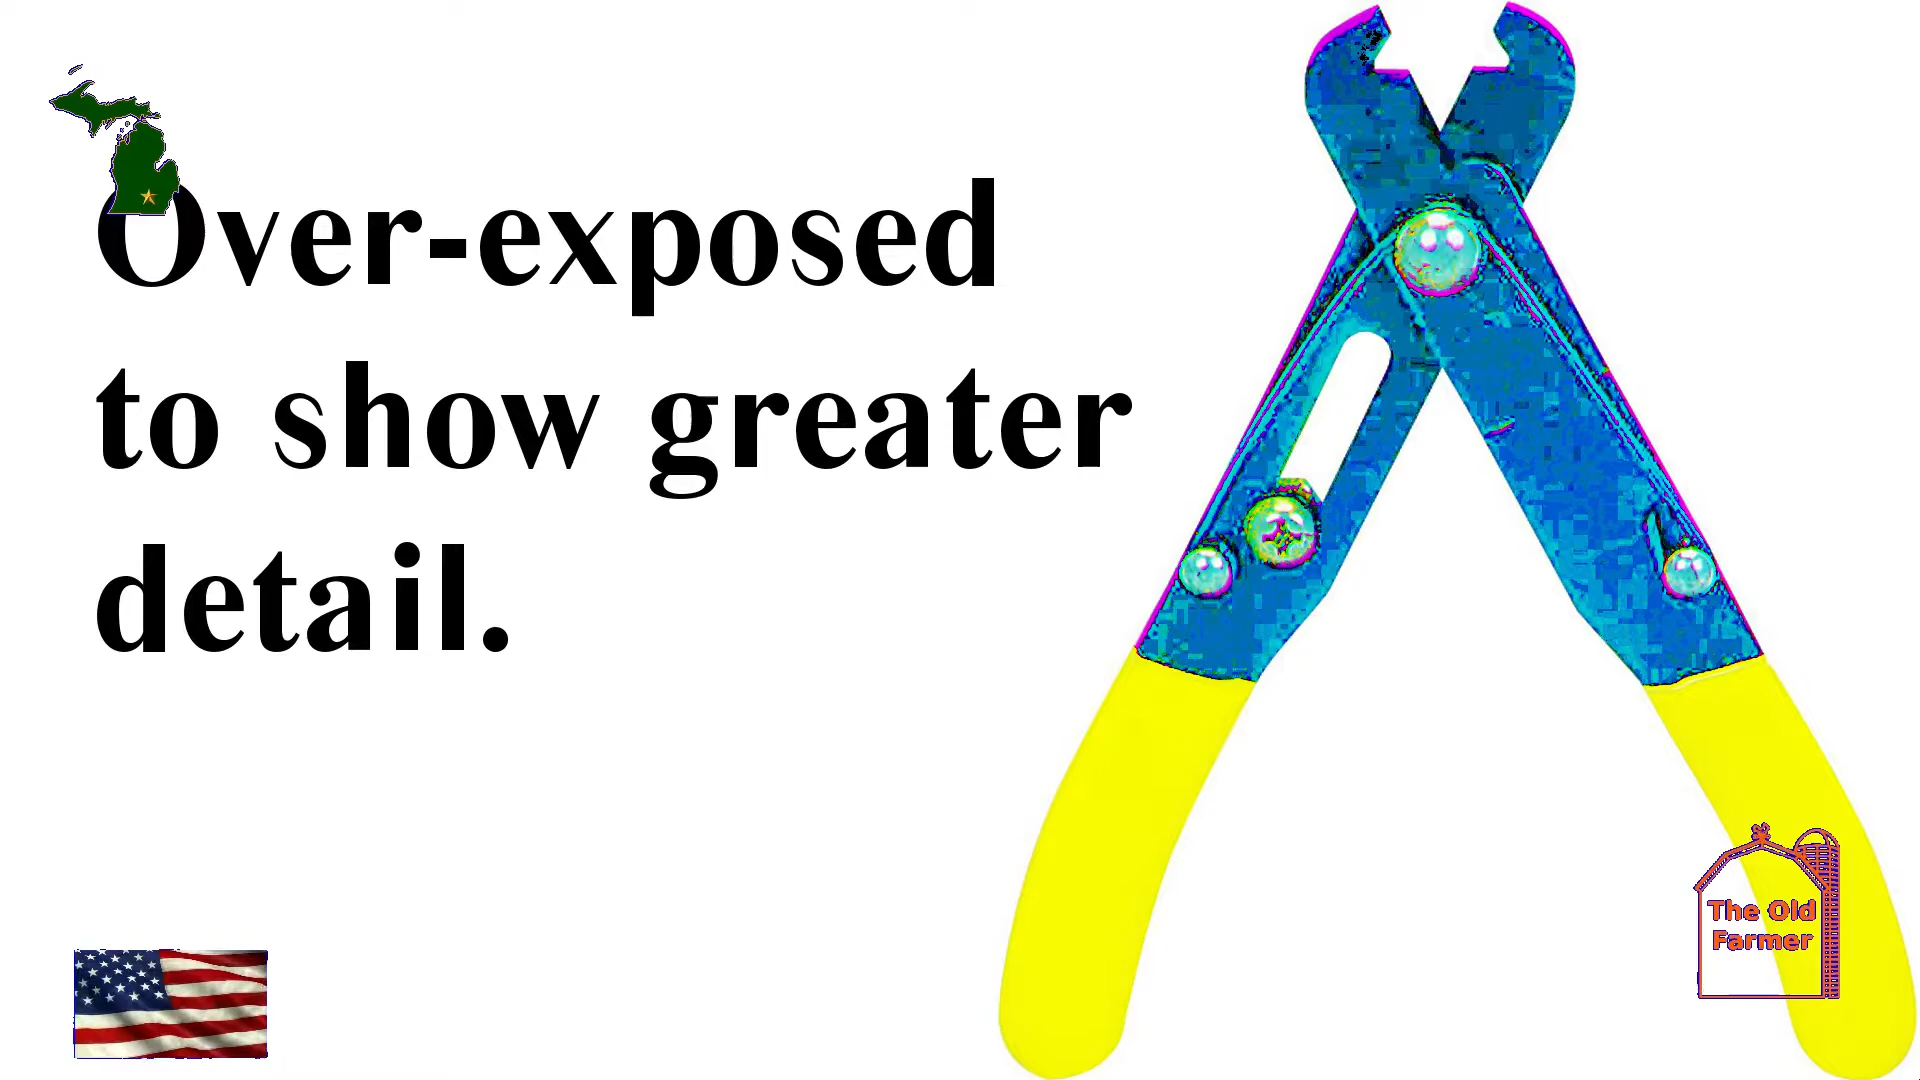 Over-exposed
to show greater
detail.
The Old
Farmer